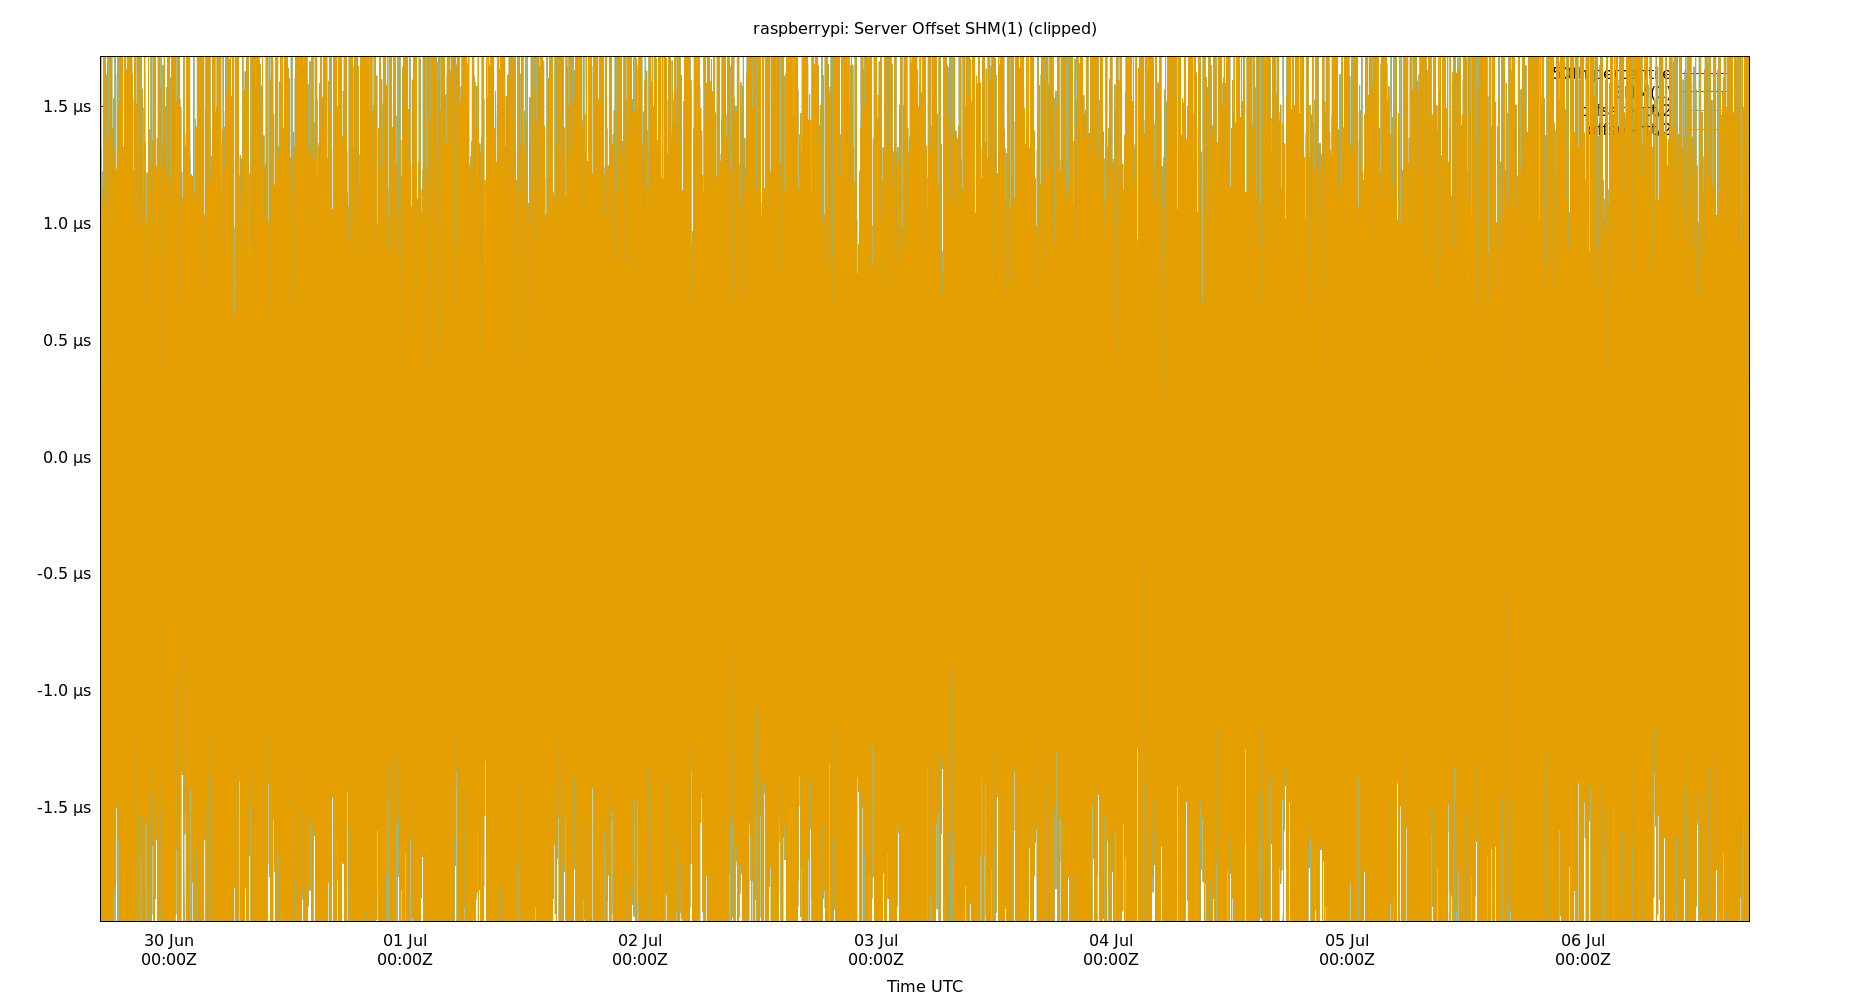 raspberrypi: Server Offset SHM(1) (clipped)
1.5 µs
1.0 µs
0.5 µs
0.0 µs
-0.5 µs
-1.0 µs
-1.5 µs
30 Jun 01 Jul 02 Jul 03 Jul 04 Jul 05 Jul 06 Jul
00:00Z 00:00Z 00:00Z 00:00Z 00:00Z 00:00Z 00:00Z
Time UTC